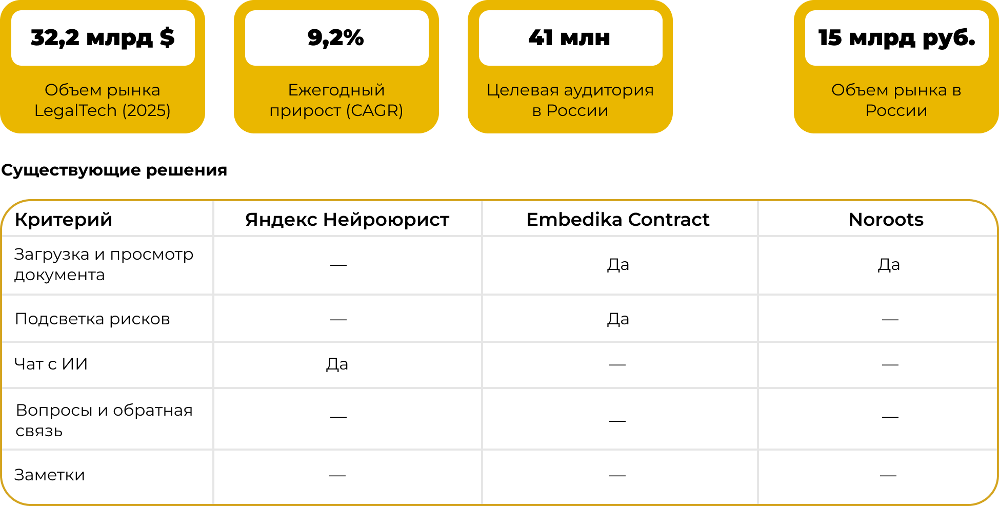 32,2 млрд $
Объем рынка
LegalTech (2025)
9,2%
Ежегодный
прирост (CAGR)
41 млн
Целевая аудитория
в России
15 млрд руб.
Объем рынка в
России
Существующие решения
Критерий Яндекс Нейроюрист Embedika Contract Noroots
Загрузка и просмотр
документа
— Да Да
Подсветка рисков — Да —
Чат с ИИ Да — —
Вопросы и обратная
связь
— — —
Заметки — — —